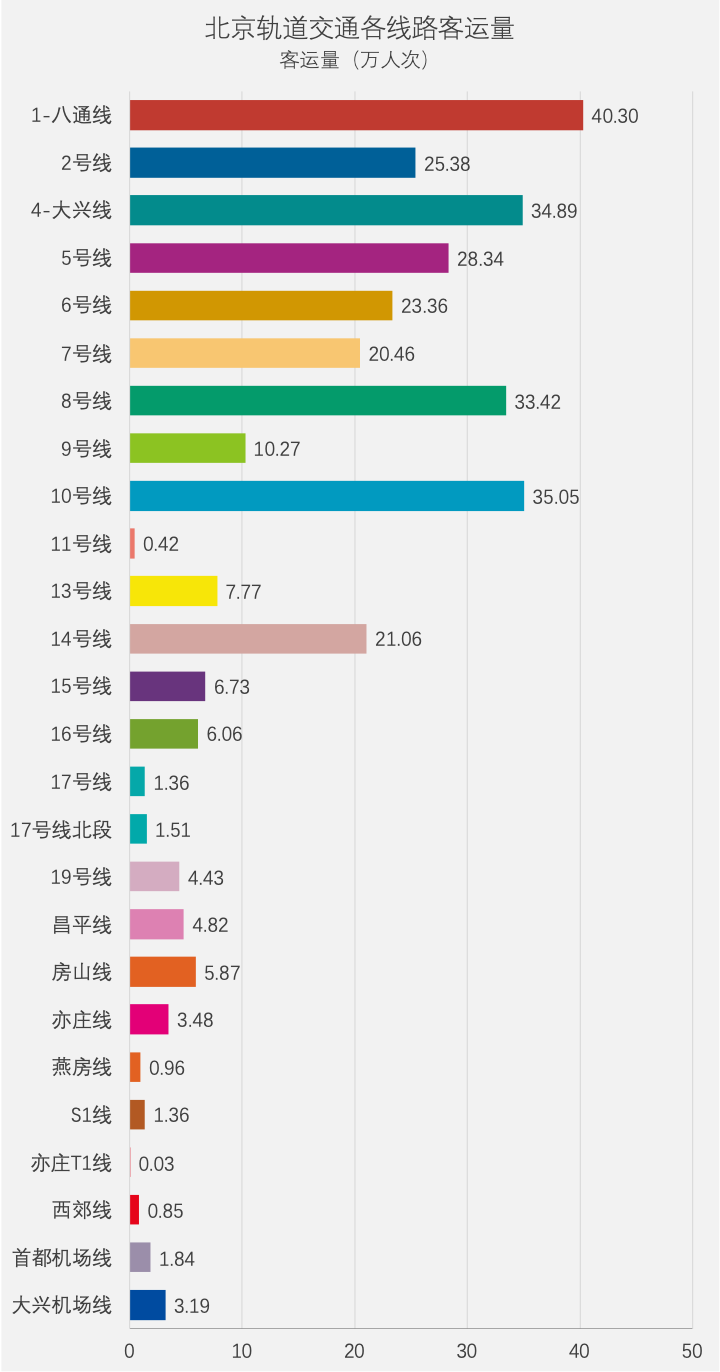 北京轨道交通各线路客运量
客运量（万人次）
1-八通线 40.30
2号线 25.38
4-大兴线 34.89
5号线 28.34
6号线 23.36
7号线 20.46
8号线 33.42
9号线 10.27
10号线 35.05
11号线 0.42
13号线 7.77
14号线 21.06
15号线 6.73
16号线 6.06
17号线 1.36
17号线北段 1.51
19号线 4.43
昌平线 4.82
房山线 5.87
亦庄线 3.48
燕房线 0.96
S1线 1.36
亦庄T1线 0.03
西郊线 0.85
首都机场线 1.84
大兴机场线 3.19
0 10 20 30 40 50